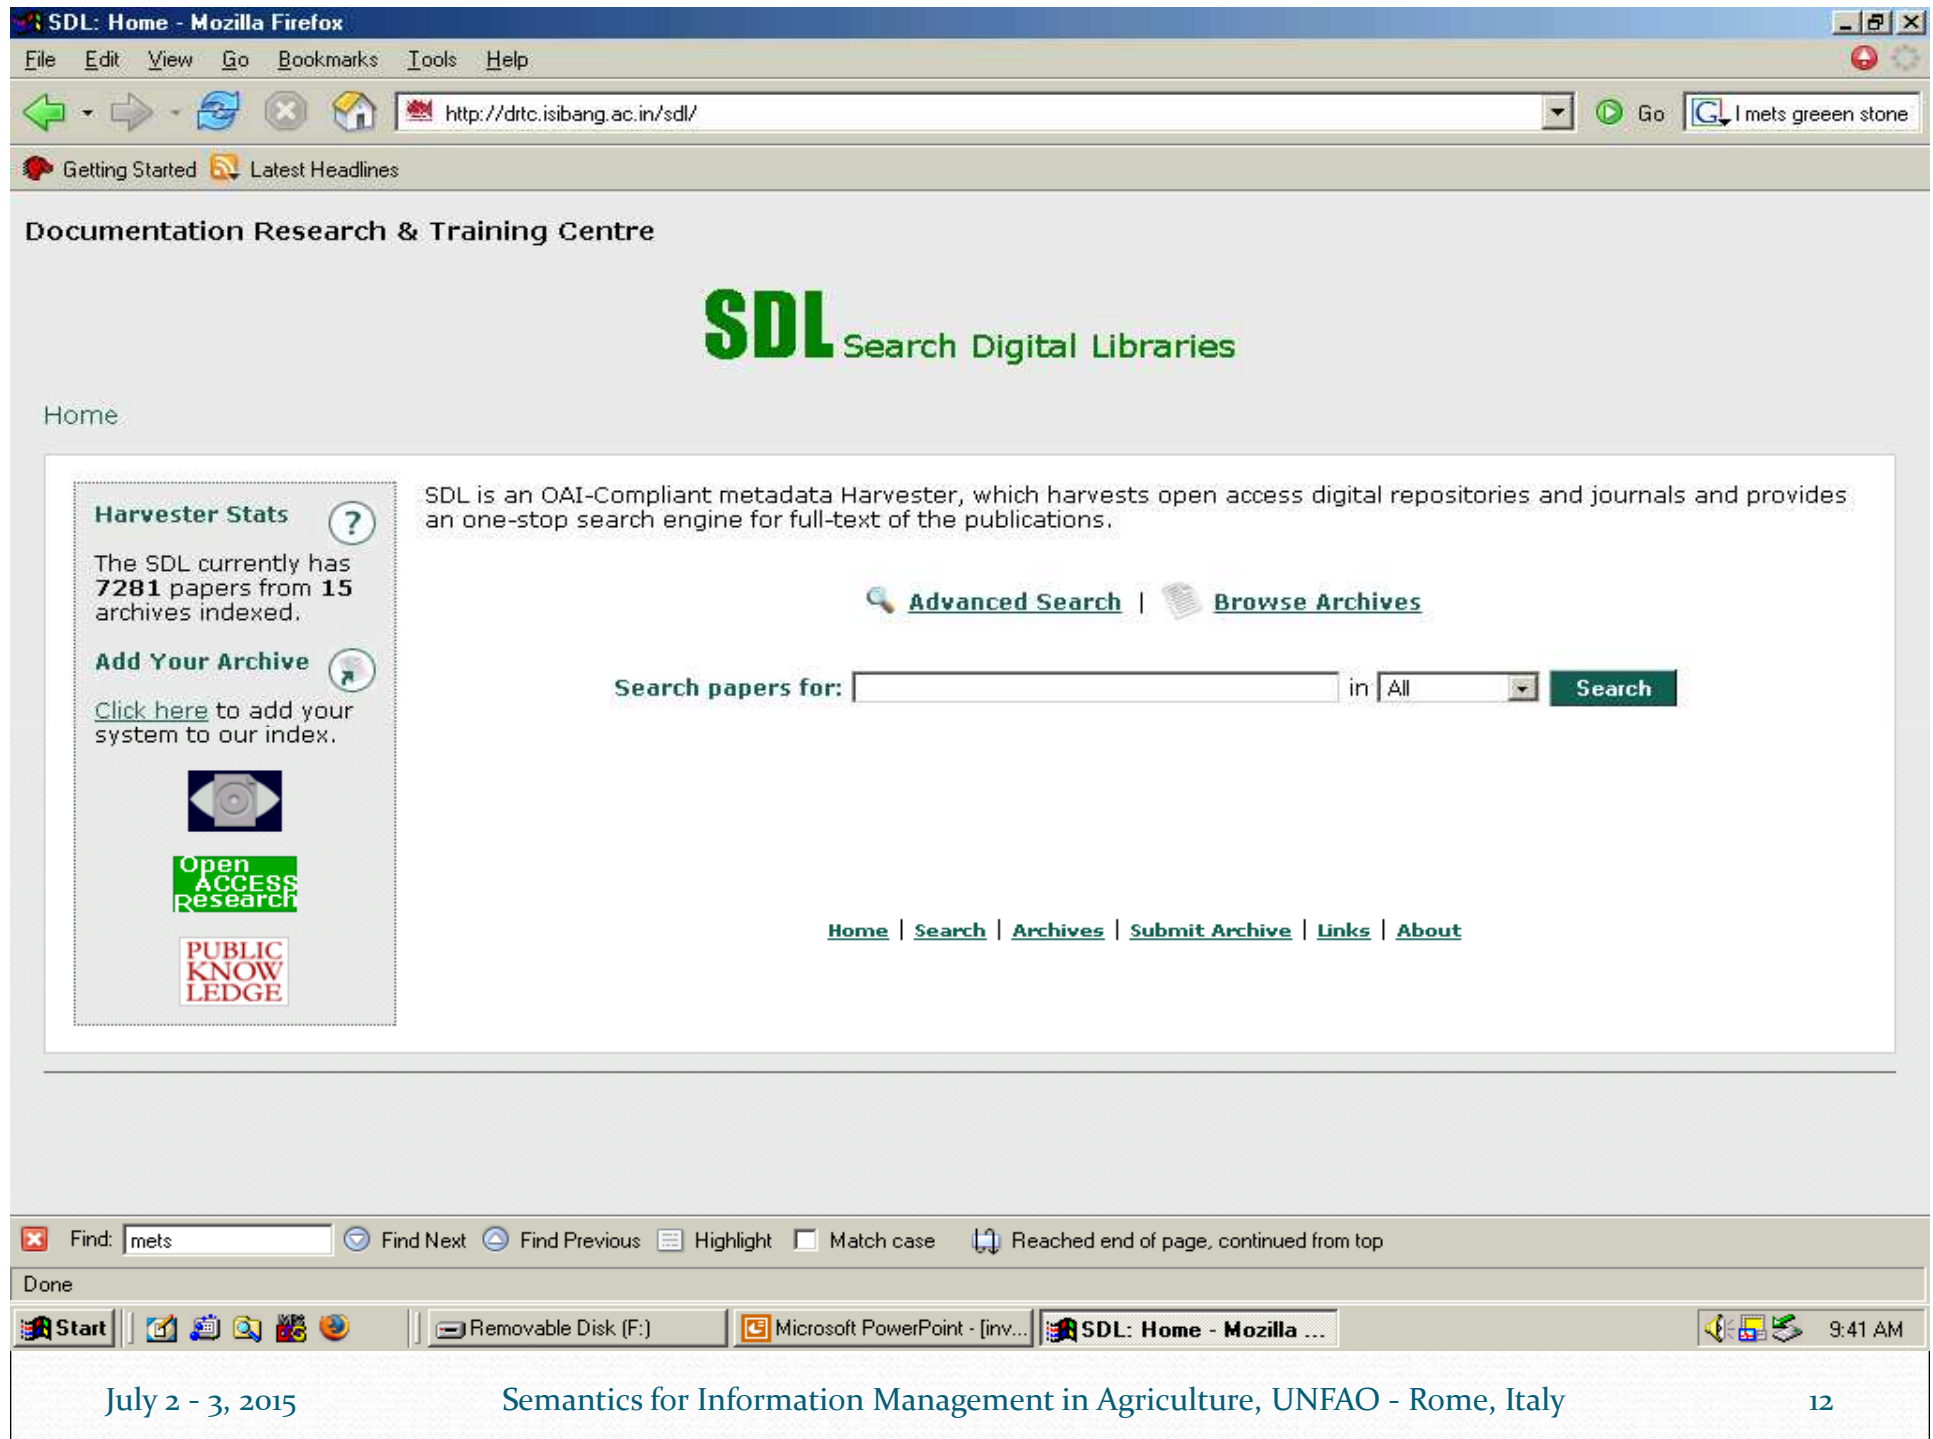 SDL: Home - Mozilla Firefox
File Edit View Go Bookmarks Tools Help
http://drtc.isibang.ac.in/sdl/ Go G l mets greeen stone
Getting Started Latest Headlines
Documentation Research & Training Centre
SDL Search Digital Libraries
Home
Harvester Stats ?
The SDL currently has
7281 papers from 15
archives indexed.
Add Your Archive
Click here to add your
system to our index.
Open
ACCESS
Research
PUBLIC
KNOW
LEDGE
SDL is an OAI-Compliant metadata Harvester, which harvests open access digital repositories and journals and provides
an one-stop search engine for full-text of the publications.
Advanced Search | Browse Archives
Search papers for: in All Search
Home | Search | Archives | Submit Archive | Links | About
Find: mets Find Next Find Previous Highlight Match case Reached end of page, continued from top
Done
Start Removable Disk (F:) Microsoft PowerPoint - [inv... SDL: Home - Mozilla ... 9:41 AM
July 2 - 3, 2015 Semantics for Information Management in Agriculture, UNFAO - Rome, Italy 12